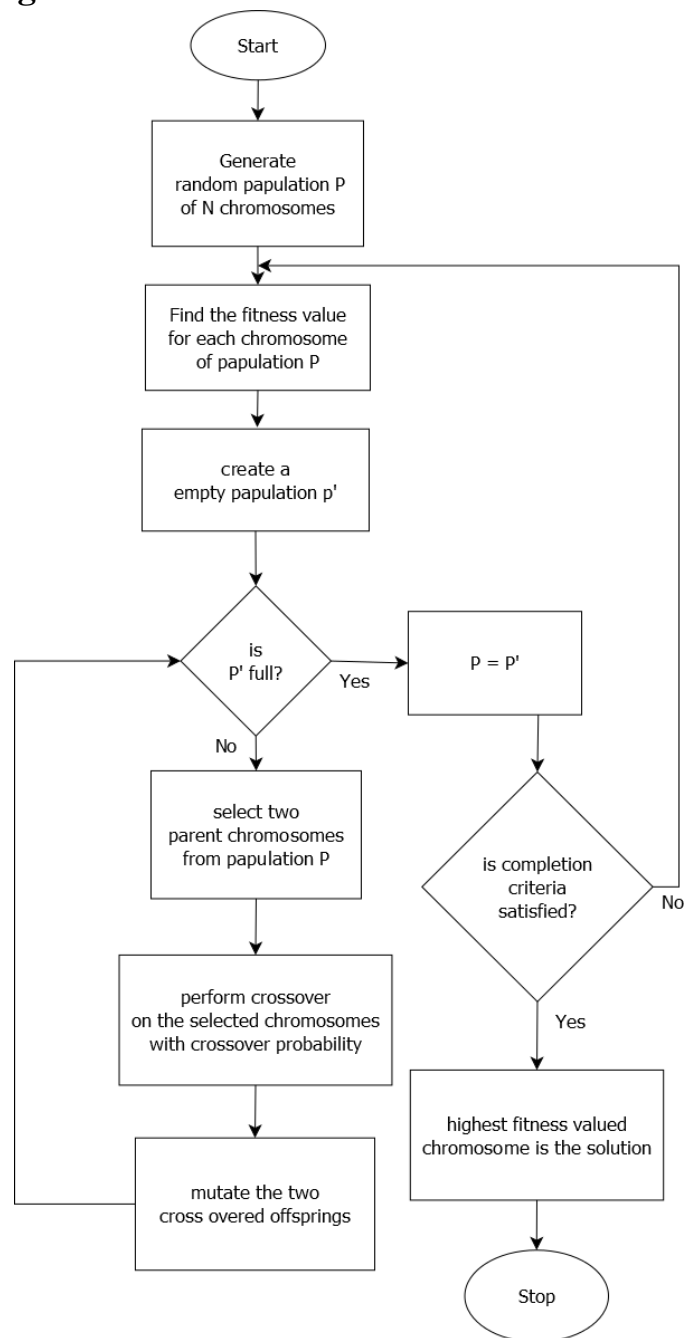 Start
Generate
random papulation P
of N chromosomes
Find the fitness value
for each chromosome
of papulation P
create a
empty papulation p'
is
P' full?
Yes
P = P'
No
select two
parent chromosomes
from papulation P
is completion
criteria
satisfied?
No
perform crossover
on the selected chromosomes
with crossover probability
Yes
highest fitness valued
chromosome is the solution
mutate the two
cross overed offsprings
Stop